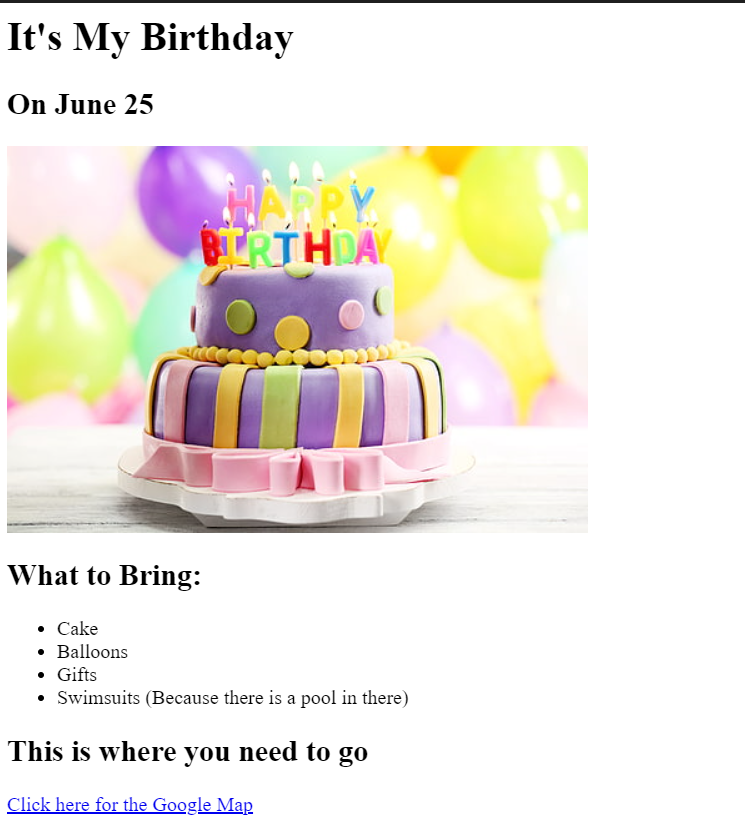 It's My Birthday
On June 25
HAPPY
BIRTHDAY
What to Bring:
Cake
Balloons
Gifts
Swimsuits (Because there is a pool in there)
This is where you need to go
Click here for the Google Map